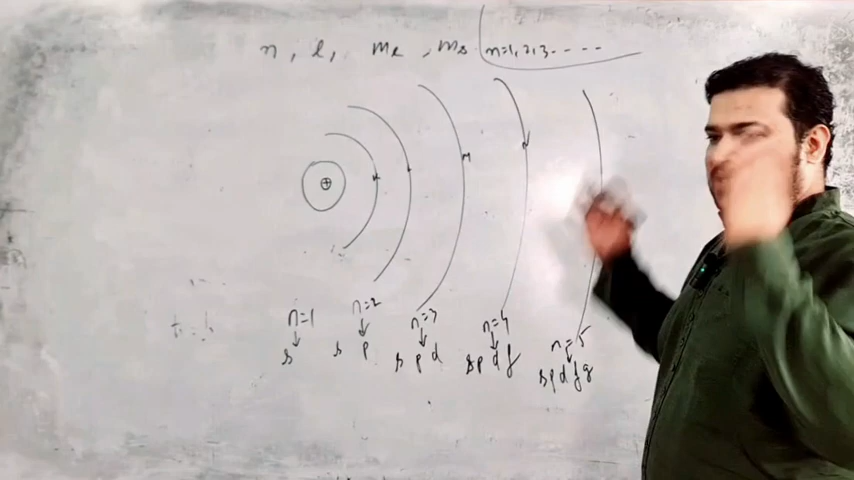 n, l, ml, ms n=1,2,3-----
⊕
n=1 n=2 n=3 n=4 n=5
↓ ↓ ↓ ↓ ↓
s s p s p d s p d f s p d f g